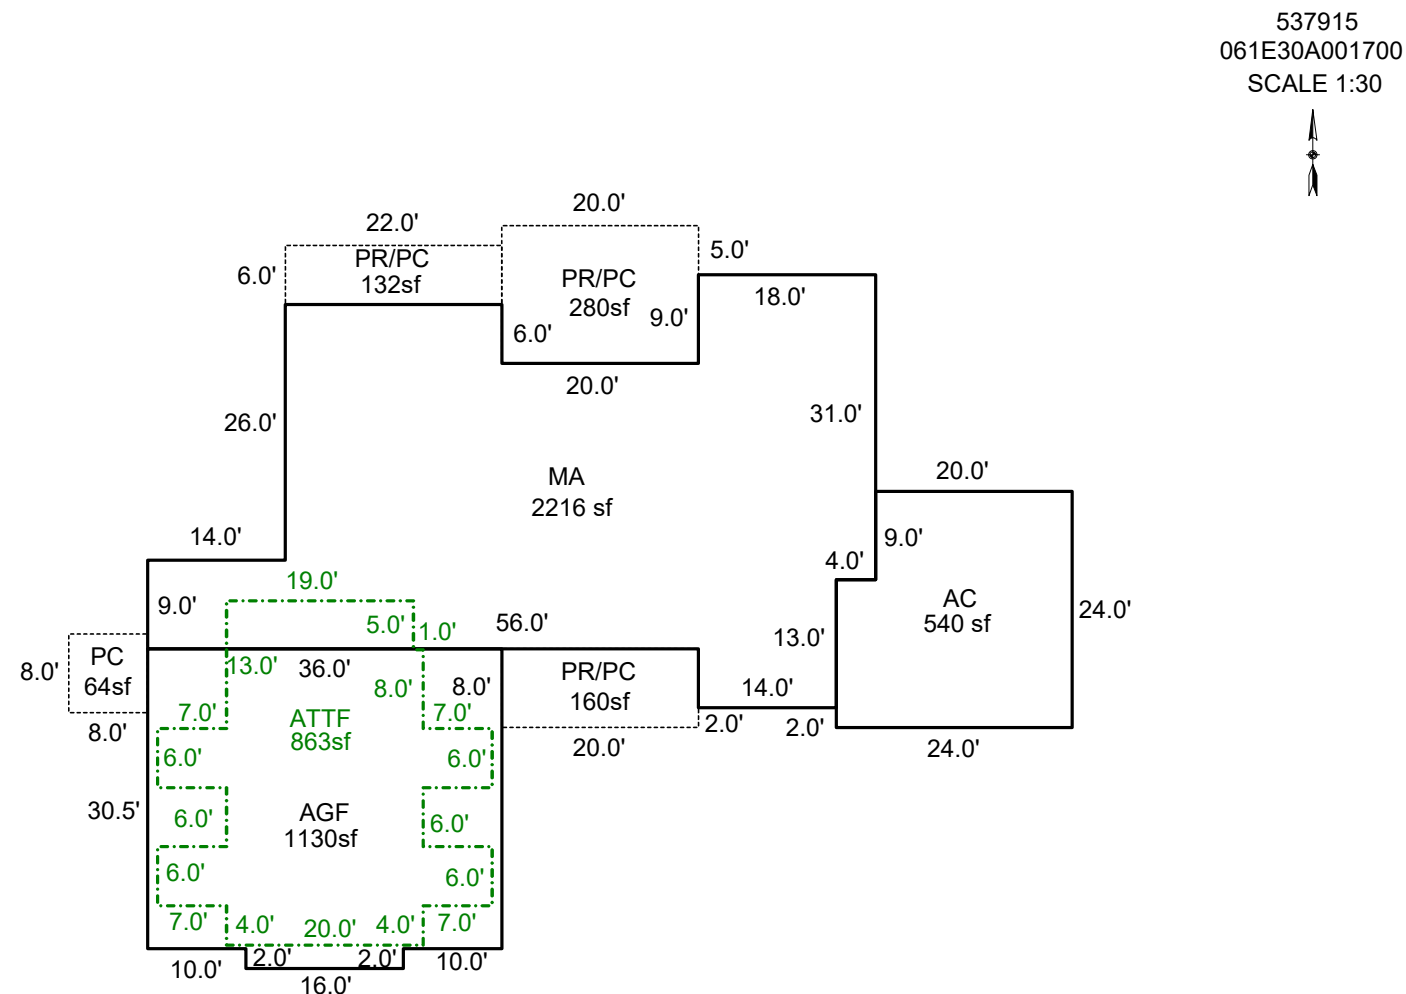 537915
061E30A001700
SCALE 1:30
20.0'
22.0'
5.0'
PR/PC
132sf
6.0'
PR/PC
280sf
18.0'
6.0'
9.0'
20.0'
26.0'
31.0'
MA
2216 sf
20.0'
14.0'
9.0'
4.0'
19.0'
AC
540 sf
9.0'
24.0'
5.0'
1.0'
56.0'
13.0'
PC
64sf
8.0'
8.0'
13.0'
36.0'
8.0'
8.0'
PR/PC
160sf
14.0'
7.0'
ATTF
863sf
7.0'
2.0'
2.0'
20.0'
24.0'
6.0'
6.0'
30.5'
AGF
1130sf
6.0'
6.0'
6.0'
6.0'
7.0'
4.0'
20.0'
4.0'
7.0'
10.0'
2.0'
2.0'
10.0'
16.0'